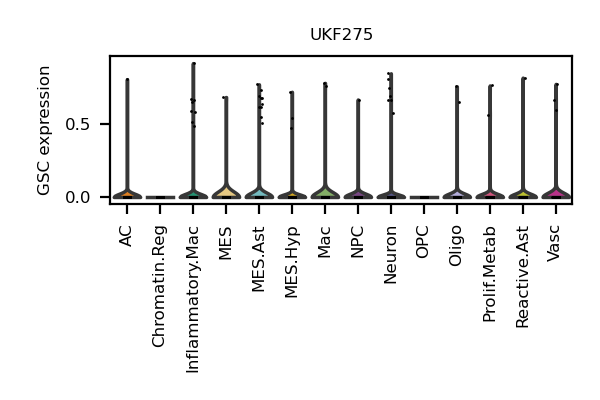 UKF275
GSC expression
0.5
0.0
AC
Chromatin.Reg
Inflammatory.Mac
MES
MES.Ast
MES.Hyp
Mac
NPC
Neuron
OPC
Oligo
Prolif.Metab
Reactive.Ast
Vasc